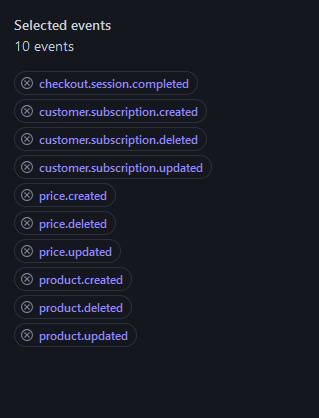 Selected events
10 events
checkout.session.completed
customer.subscription.created
customer.subscription.deleted
customer.subscription.updated
price.created
price.deleted
price.updated
product.created
product.deleted
product.updated